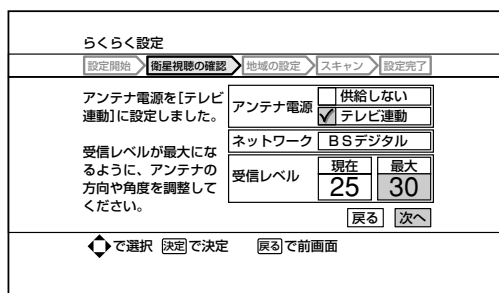 らくらく設定
設定開始 衛星視聴の確認 地域の設定 スキャン 設定完了
アンテナ電源を[テレビ
連動]に設定しました。
受信レベルが最大にな
るように、アンテナの
方向や角度を調整して
ください。
アンテナ電源 供給しない
✓ テレビ連動
ネットワーク BSデジタル
受信レベル 現在 最大
25 30
戻る 次へ
で選択 決定で決定 戻るで前画面